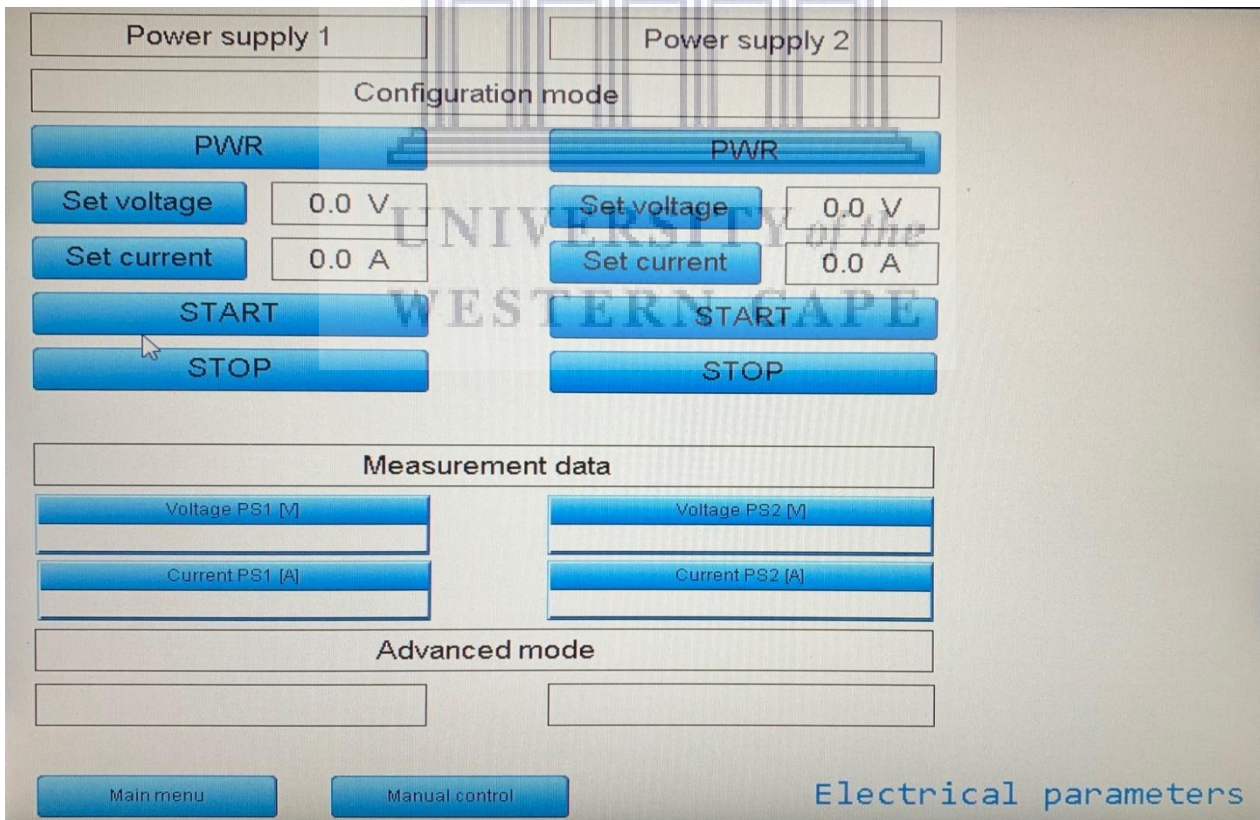 Power supply 1 Power supply 2
Configuration mode
PWR PWR
Set voltage 0.0 V Set voltage 0.0 V
Set current 0.0 A Set current 0.0 A
START START
STOP STOP
UNIVERSITY of the
WESTERN CAPE
Measurement data
Voltage PS1 [V] Voltage PS2 [V]
Current PS1 [A] Current PS2 [A]
Advanced mode
Main menu Manual control Electrical parameters